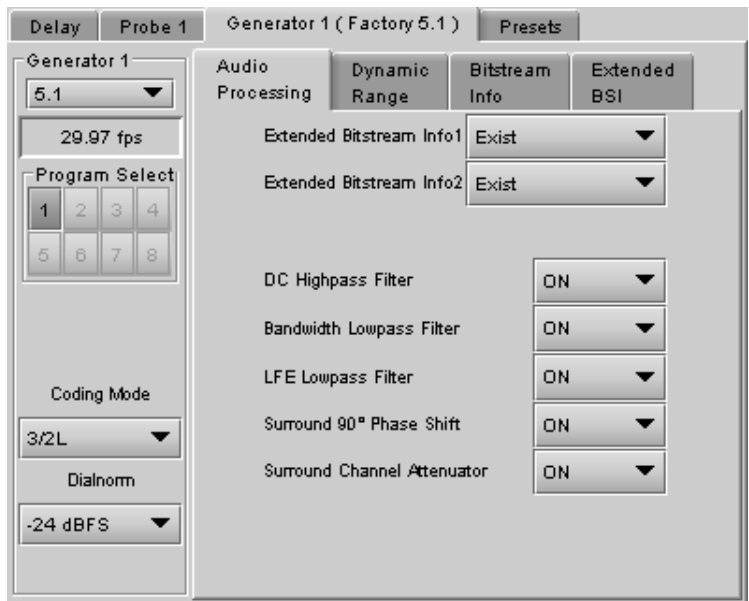 Delay Probe 1 Generator 1 ( Factory 5.1 ) Presets
Generator 1
5.1
29.97 fps
Program Select
1 2 3 4
5 6 7 8
Coding Mode
3/2L
Dialnorm
-24 dBFS
Audio Processing
Dynamic Range
Bitstream Info
Extended BSI
Extended Bitstream Info1 Exist
Extended Bitstream Info2 Exist
DC Highpass Filter ON
Bandwidth Lowpass Filter ON
LFE Lowpass Filter ON
Surround 90° Phase Shift ON
Surround Channel Attenuator ON